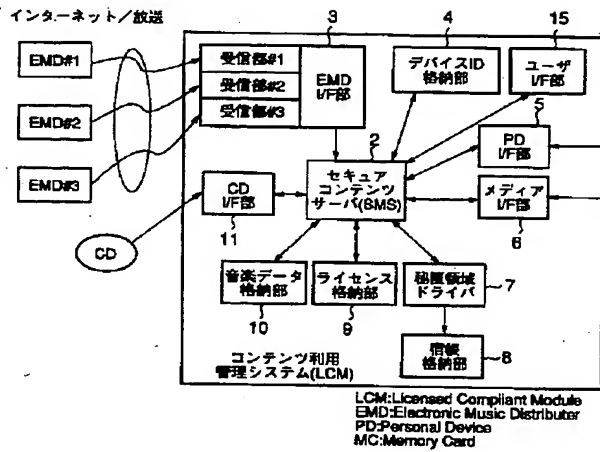 インターネット/放送
3
4
15
EMD#1
EMD#2
EMD#3
受信部#1
受信部#2
受信部#3
EMD
I/F部
デバイスID
格納部
ユーザ
I/F部
5
PD
I/F部
2
セキュア
コンテンツ
サーバ(SMS)
メディア
I/F部
6
CD
I/F部
11
CD
音楽データ
格納部
10
ライセンス
格納部
9
秘匿領域
ドライバ
7
宿帳
格納部
8
コンテンツ利用
管理システム(LCM)
LCM:Licensed Compliant Module
EMD:Electronic Music Distributer
PD:Personal Device
MC:Memory Card